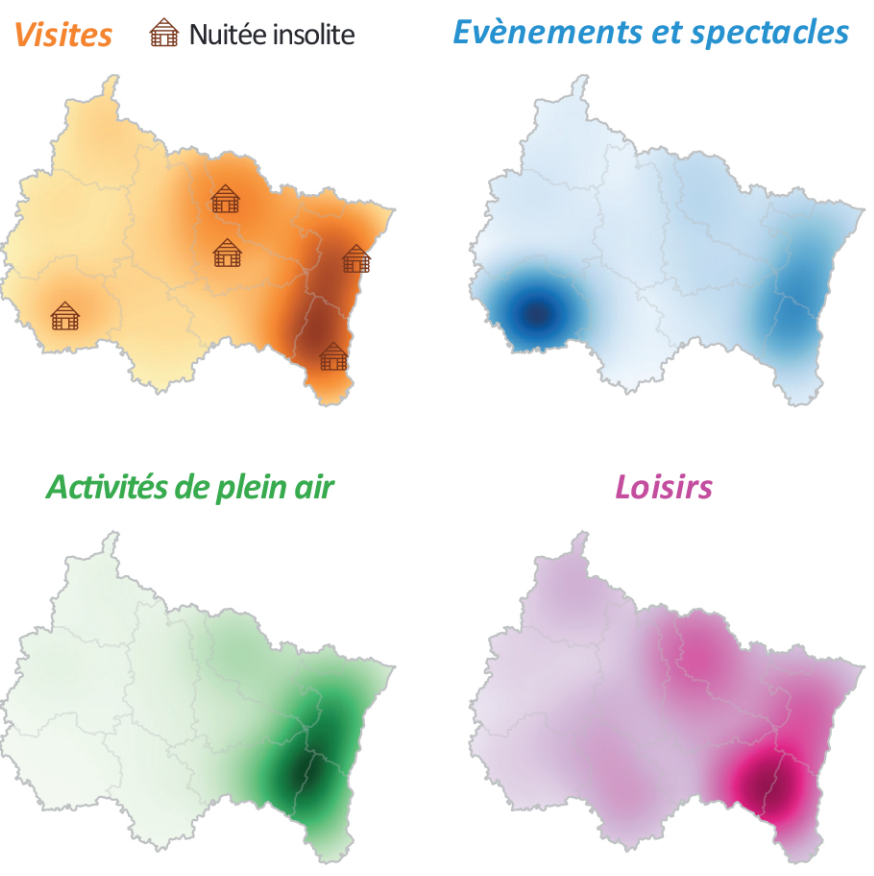 Visites
Nuitée insolite
Evènements et spectacles
Activités de plein air
Loisirs